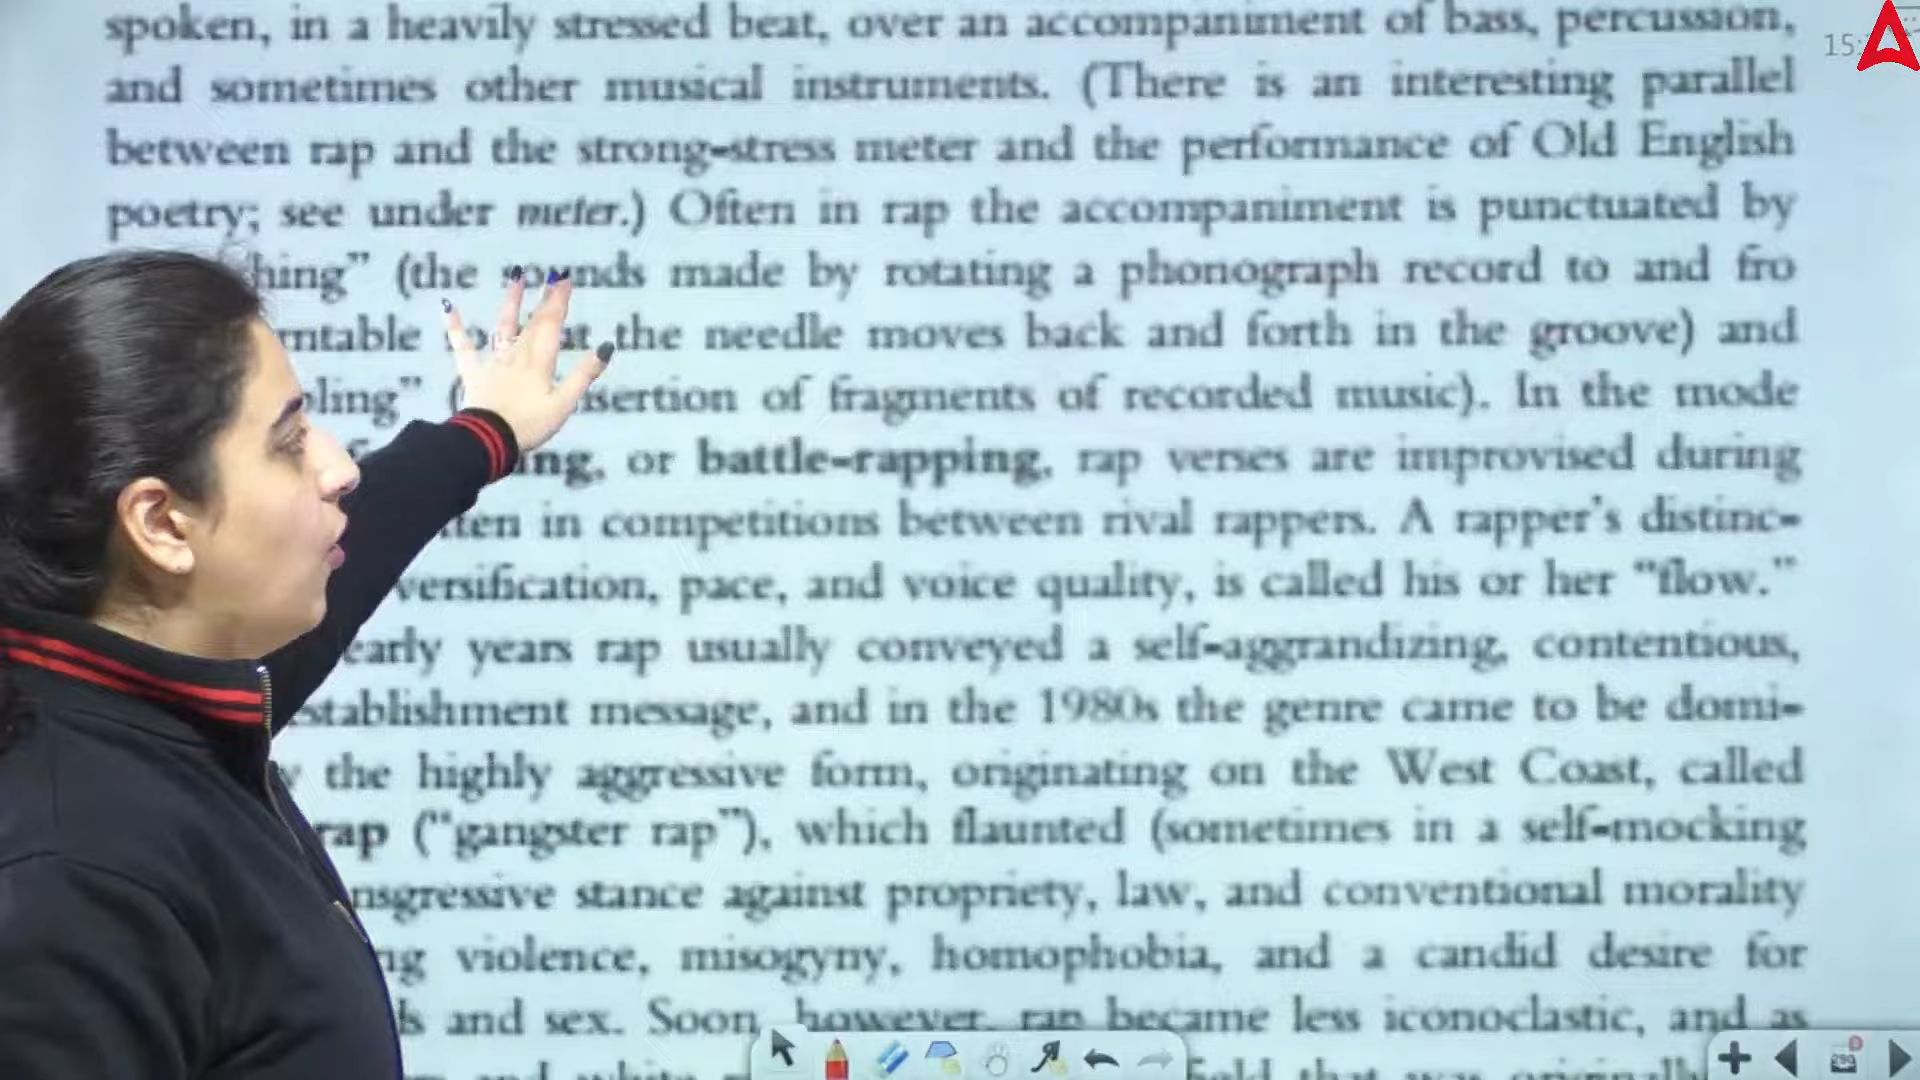 spoken, in a heavily stressed beat, over an accompaniment of bass, percussion,
15:
and sometimes other musical instruments. (There is an interesting parallel
between rap and the strong-stress meter and the performance of Old English
poetry; see under meter.) Often in rap the accompaniment is punctuated by
hing” (the sounds made by rotating a phonograph record to and fro
rntable so at the needle moves back and forth in the groove) and
pling” ( sertion of fragments of recorded music). In the mode
ing, or battle-rapping, rap verses are improvised during
ten in competitions between rival rappers. A rapper’s distinc-
versification, pace, and voice quality, is called his or her “flow.”
early years rap usually conveyed a self-aggrandizing, contentious,
stablishment message, and in the 1980s the genre came to be domi-
y the highly aggressive form, originating on the West Coast, called
rap (“gangster rap”), which flaunted (sometimes in a self-mocking
nsgressive stance against propriety, law, and conventional morality
ng violence, misogyny, homophobia, and a candid desire for
ls and sex. Soon, however, rap became less iconoclastic, and as
and white field that was originally